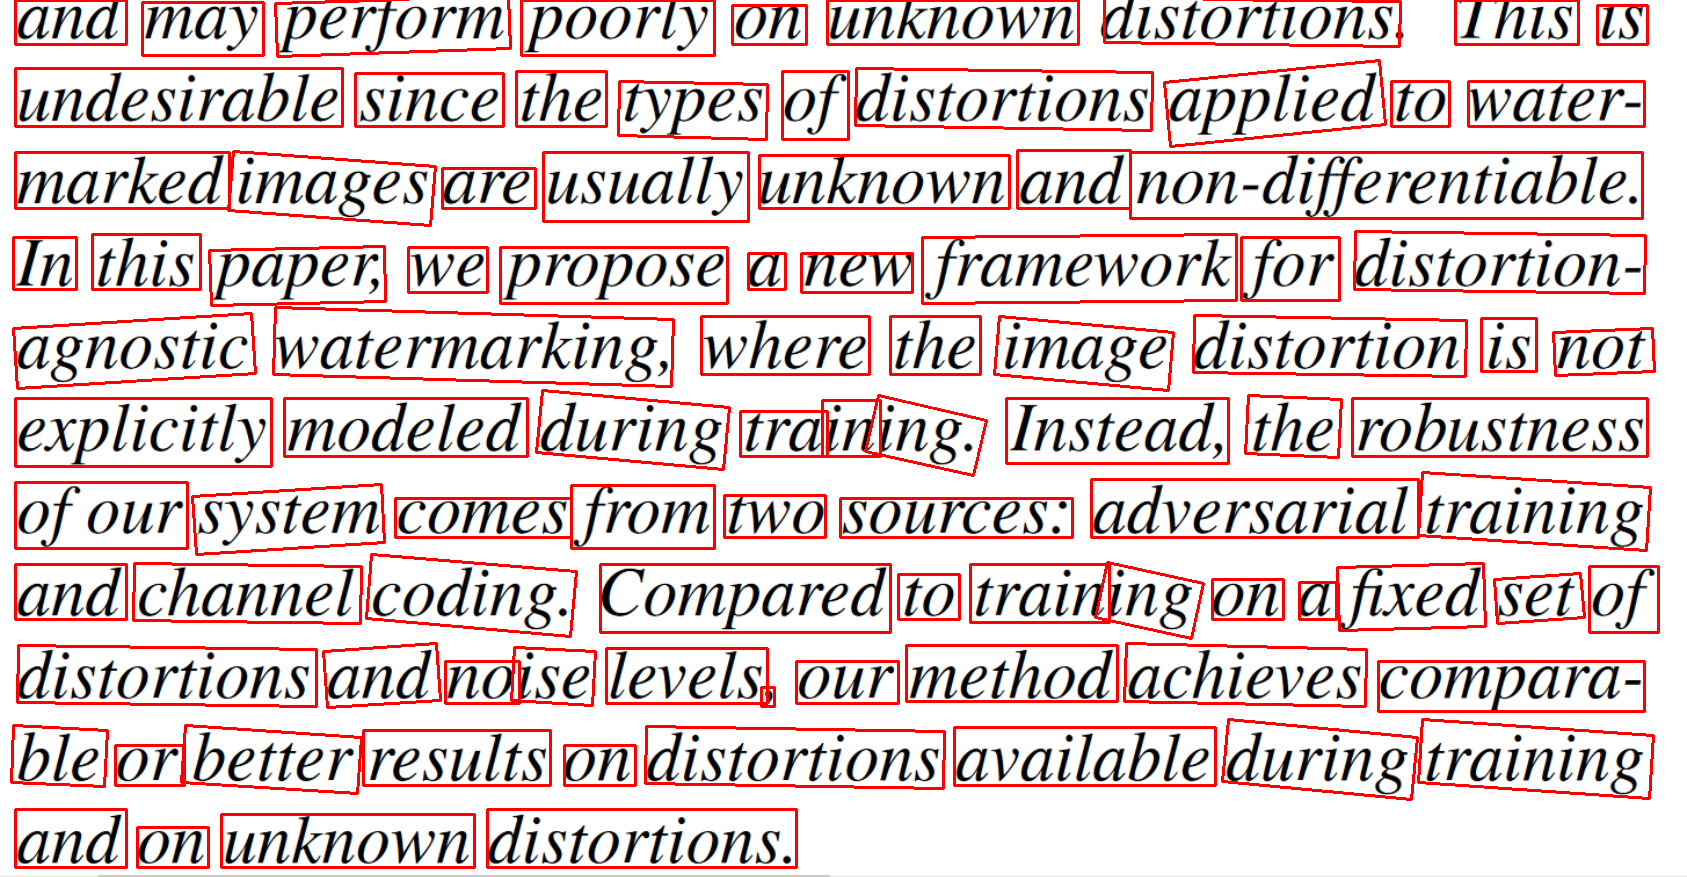 and may perform poorly on unknown distortions. This is
undesirable since the types of distortions applied to water-
marked images are usually unknown and non-differentiable.
In this paper, we propose a new framework for distortion-
agnostic watermarking, where the image distortion is not
explicitly modeled during training. Instead, the robustness
of our system comes from two sources: adversarial training
and channel coding. Compared to training on a fixed set of
distortions and noise levels, our method achieves compara-
ble or better results on distortions available during training
and on unknown distortions.